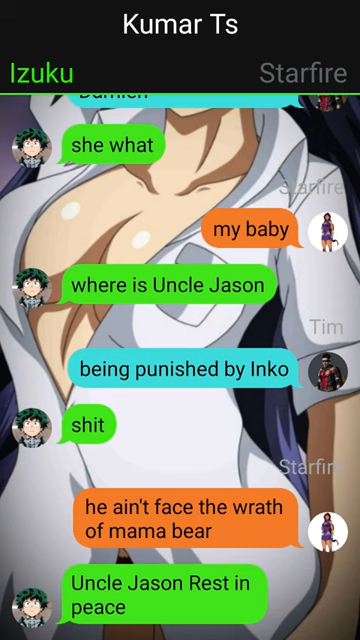 Kumar Ts
Izuku
Starfire
Damien
she what
Starfire
my baby
where is Uncle Jason
Tim
being punished by Inko
shit
Starfire
he ain't face the wrath
of mama bear
Uncle Jason Rest in
peace